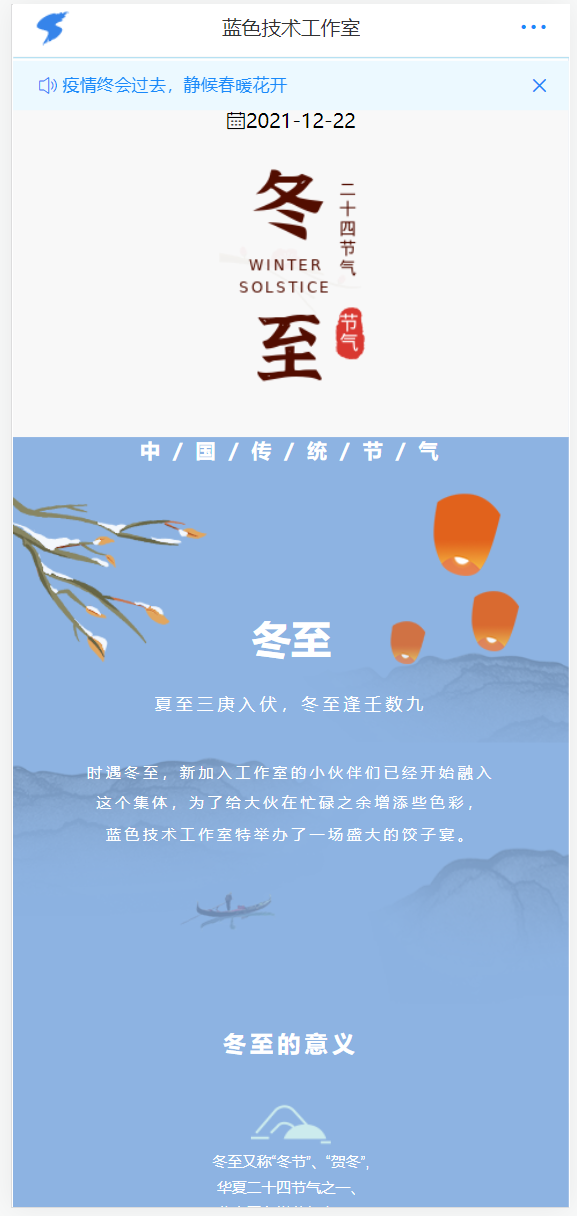 蓝色技术工作室
疫情终会过去，静候春暖花开
2021-12-22
冬
二十四节气
WINTER
SOLSTICE
至
节气
中 / 国 / 传 / 统 / 节 / 气
冬至
夏至三庚入伏，冬至逢壬数九
时遇冬至，新加入工作室的小伙伴们已经开始融入
这个集体，为了给大伙在忙碌之余增添些色彩，
蓝色技术工作室特举办了一场盛大的饺子宴。
冬至的意义
冬至又称“冬节”、“贺冬”，
华夏二十四节气之一、